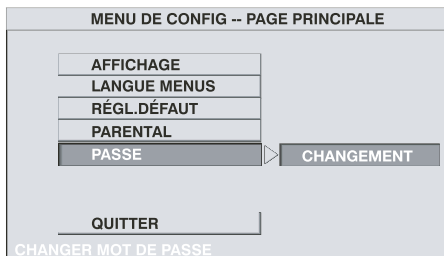 MENU DE CONFIG -- PAGE PRINCIPALE
AFFICHAGE
LANGUE MENUS
RÉGL.DÉFAUT
PARENTAL
PASSE CHANGEMENT
QUITTER
CHANGER MOT DE PASSE